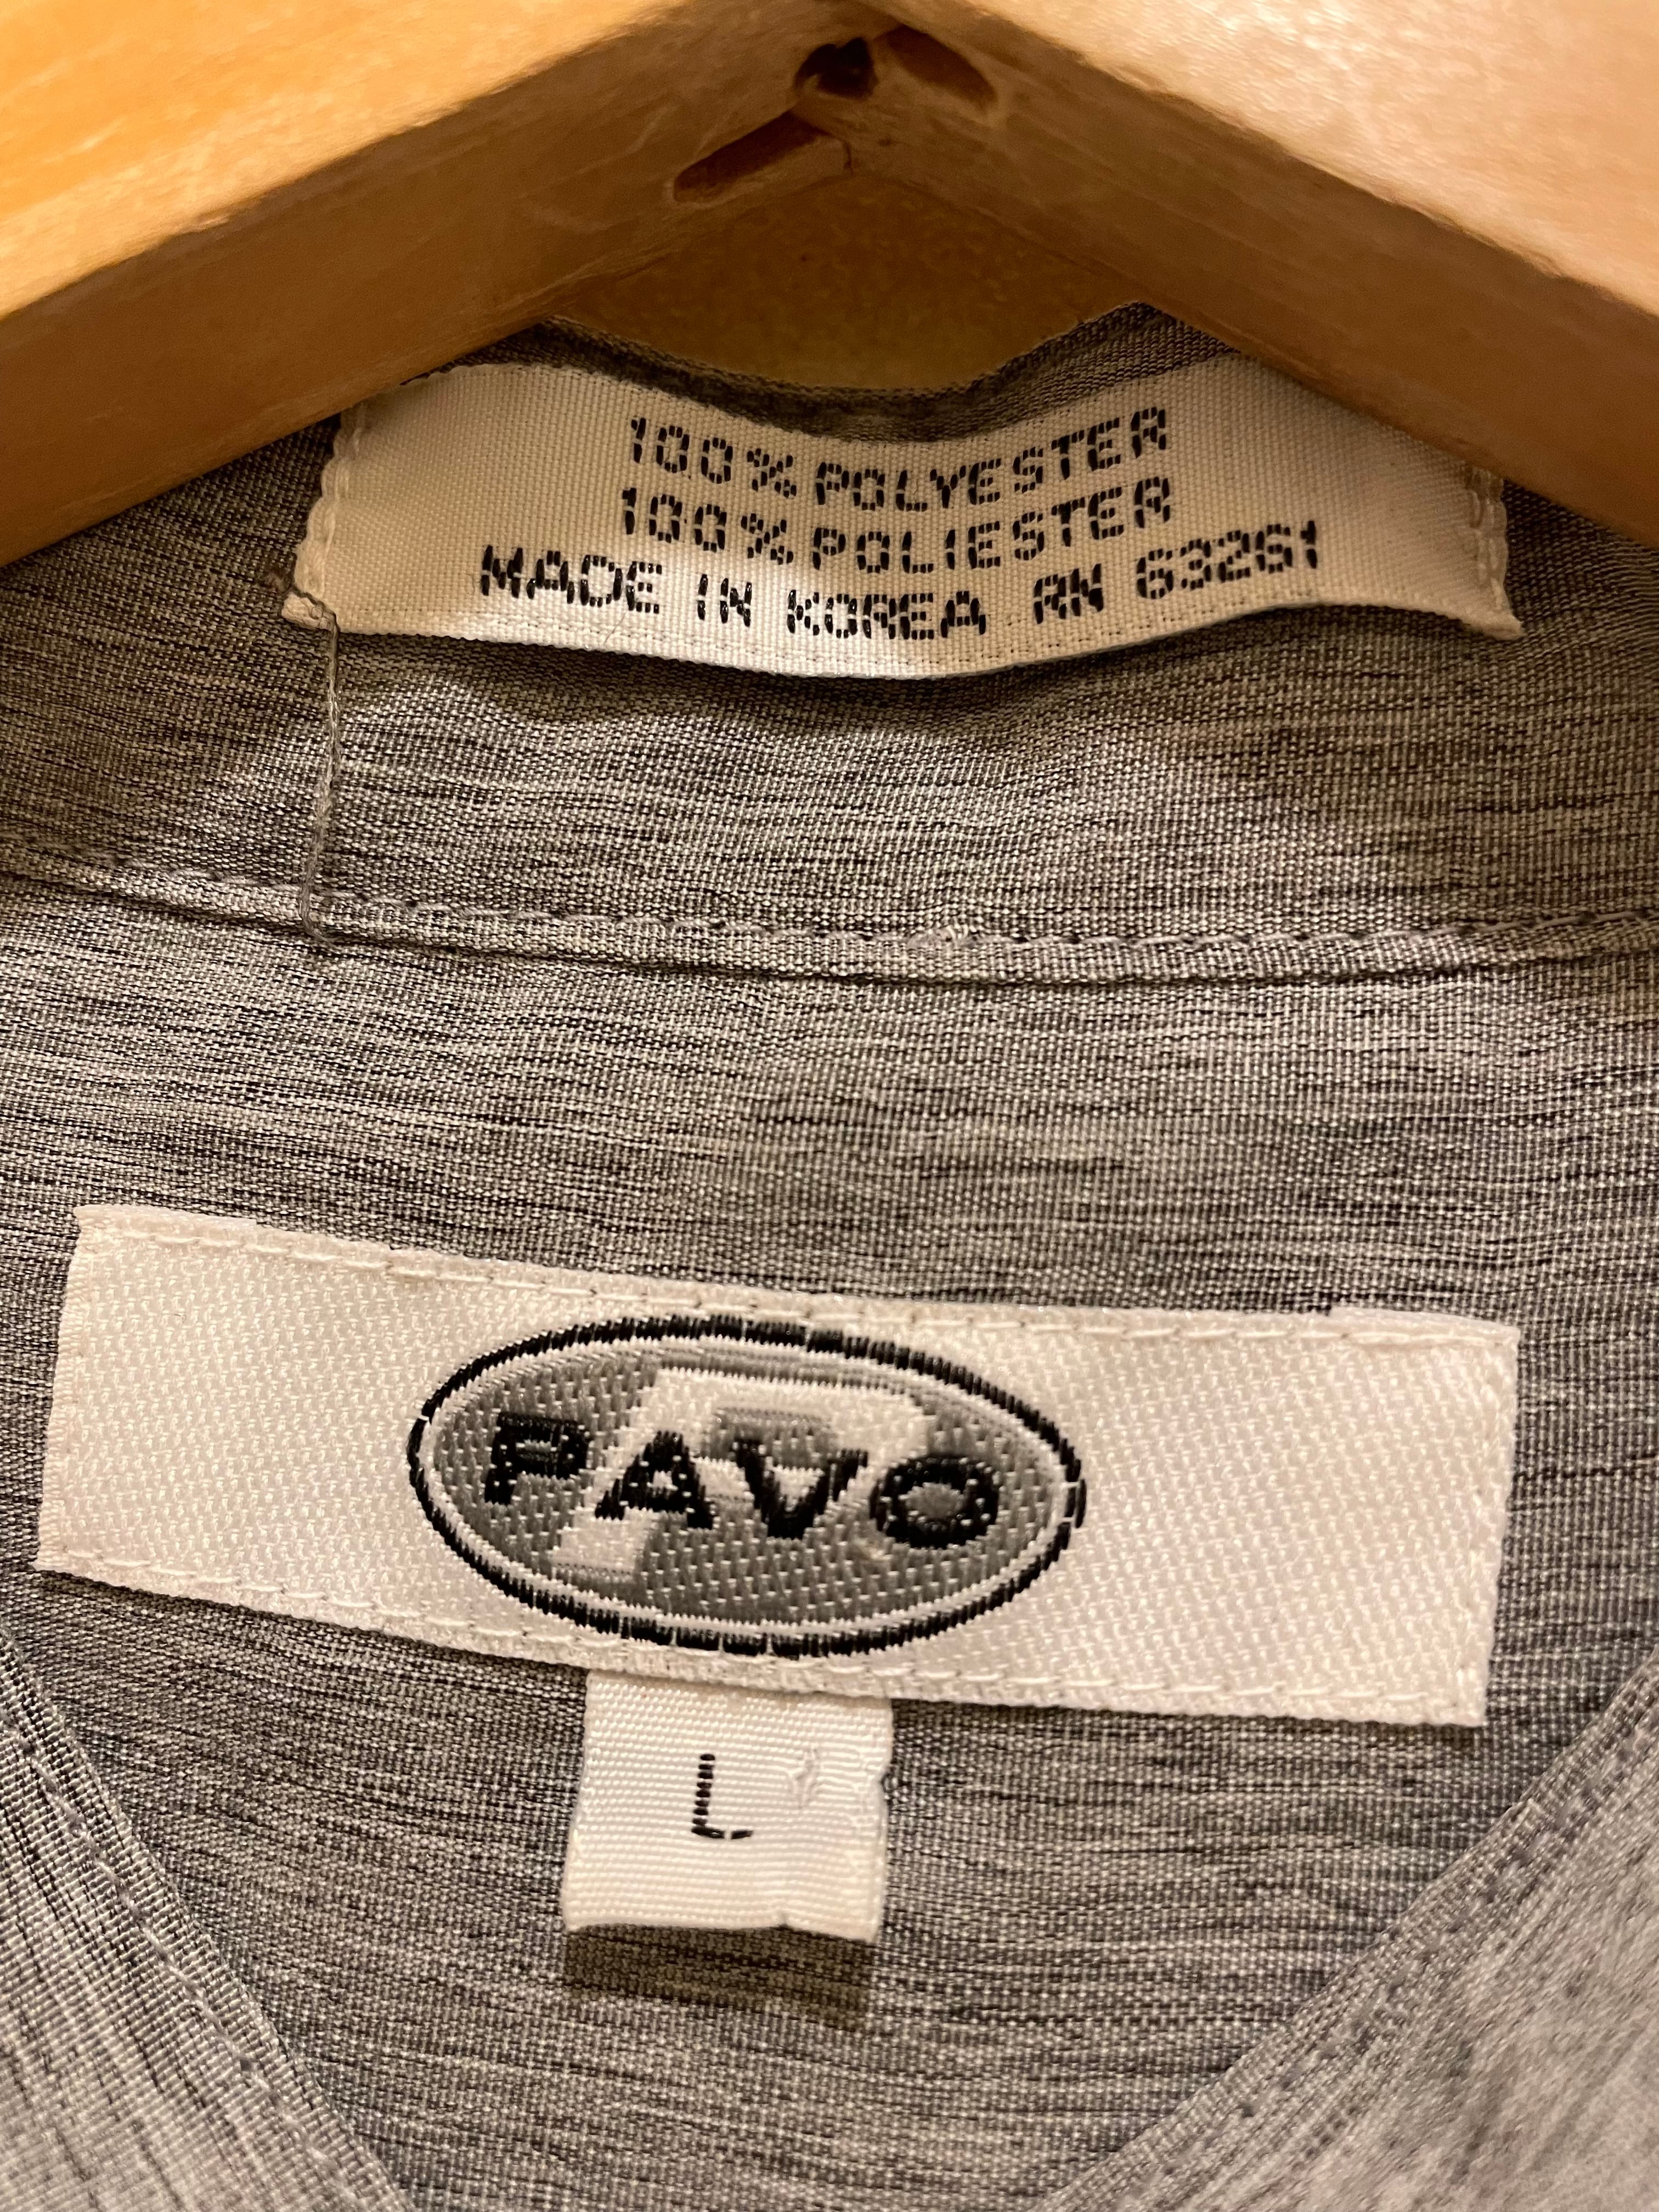 100% POLYESTER
100% POLIESTER
MADE IN KOREA RN 63261
PAVO
L